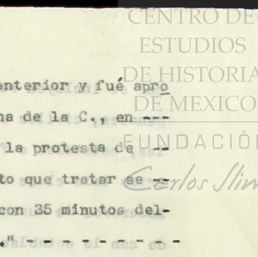 CENTRO DE
ESTUDIOS
DE HISTORIA
DE MEXICO
FUNDACIÓN
Carlos Slim
anterior y fué apro
na de la C., en ---
la protesta de --
to que tratar se --
con 35 minutos del-
." - - - - - - - -